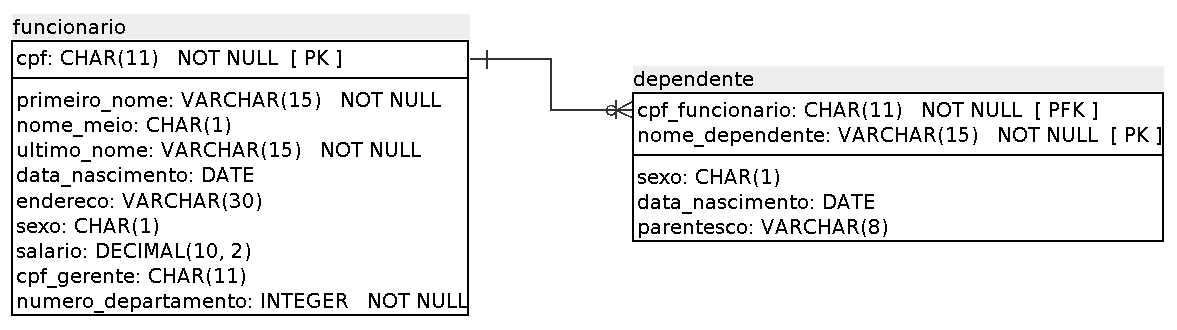 funcionario
cpf: CHAR(11)   NOT NULL  [ PK ]
primeiro_nome: VARCHAR(15)   NOT NULL
nome_meio: CHAR(1)
ultimo_nome: VARCHAR(15)   NOT NULL
data_nascimento: DATE
endereco: VARCHAR(30)
sexo: CHAR(1)
salario: DECIMAL(10, 2)
cpf_gerente: CHAR(11)
numero_departamento: INTEGER   NOT NULL
dependente
cpf_funcionario: CHAR(11)   NOT NULL  [ PFK ]
nome_dependente: VARCHAR(15)   NOT NULL  [ PK ]
sexo: CHAR(1)
data_nascimento: DATE
parentesco: VARCHAR(8)